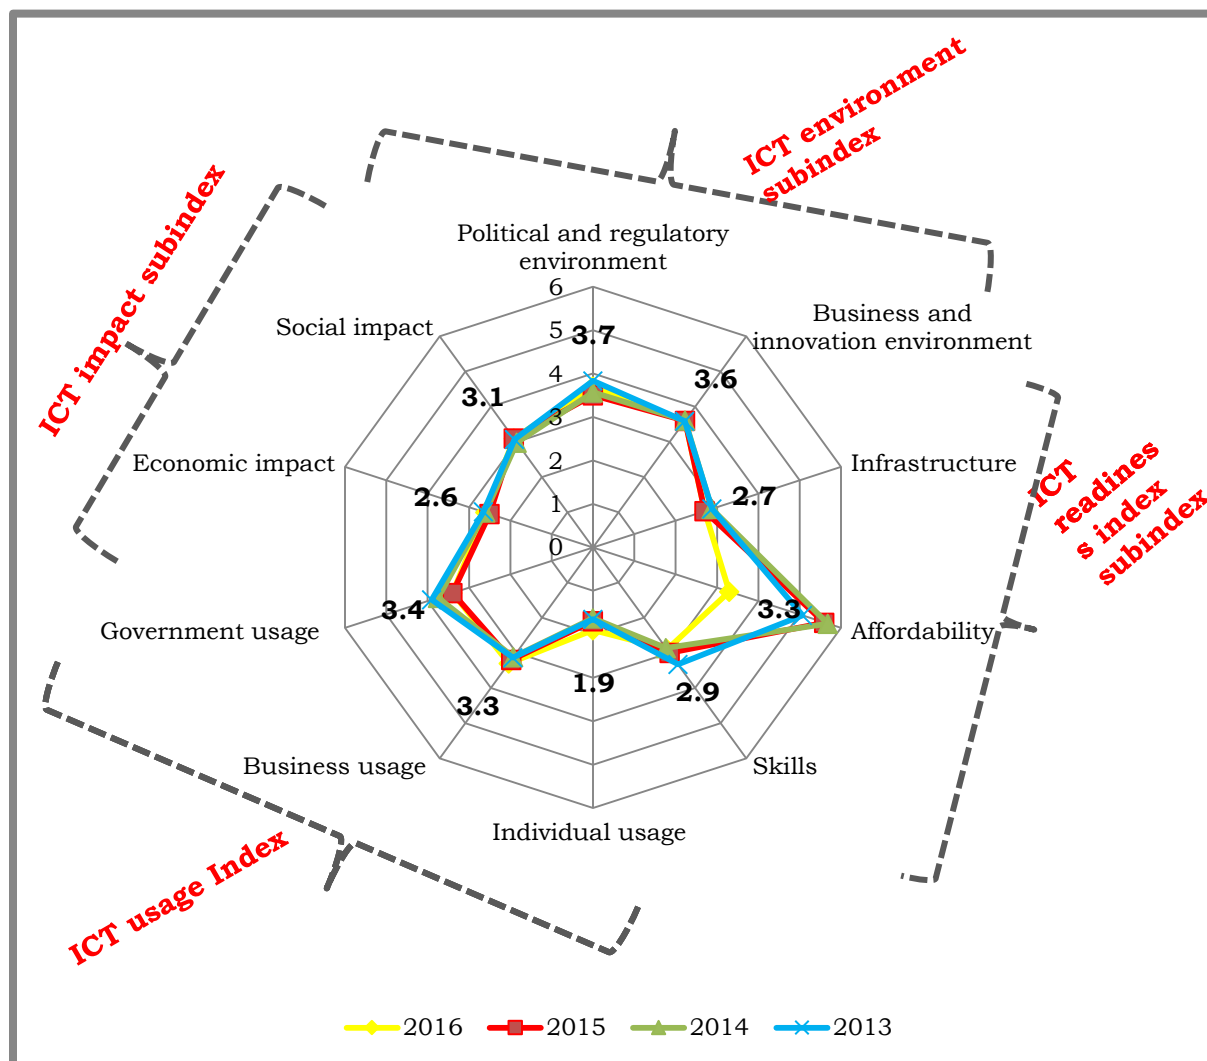 ICT environment
subindex
ICT impact subindex
Political and regulatory
environment
Social impact
Business and
innovation environment
Economic impact
Infrastructure
ICT
readines
s index
subindex
Government usage
Affordability
Business usage
Skills
Individual usage
ICT usage Index
6
5
4
3
2
1
0
3.7
3.6
2.7
3.3
2.9
1.9
3.3
3.4
2.6
3.1
2016
2015
2014
2013